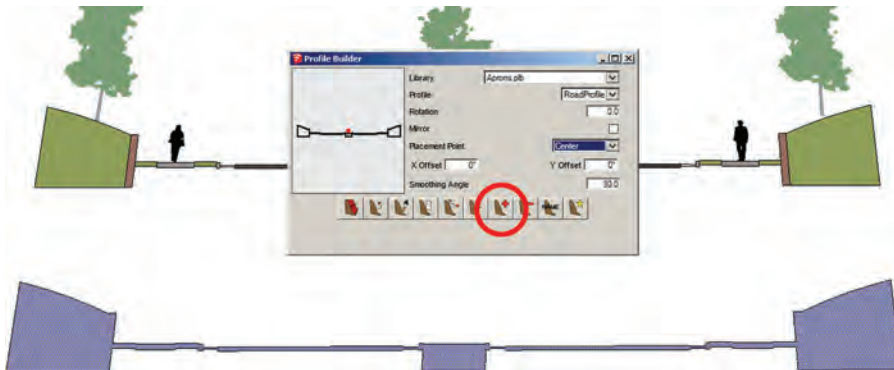 Profile Builder
Library Aprons.plb
Profile RoadProfile
Rotation 0.0
Mirror
Placement Point Center
X Offset 0" Y Offset 0"
Smoothing Angle 30.0
NAME